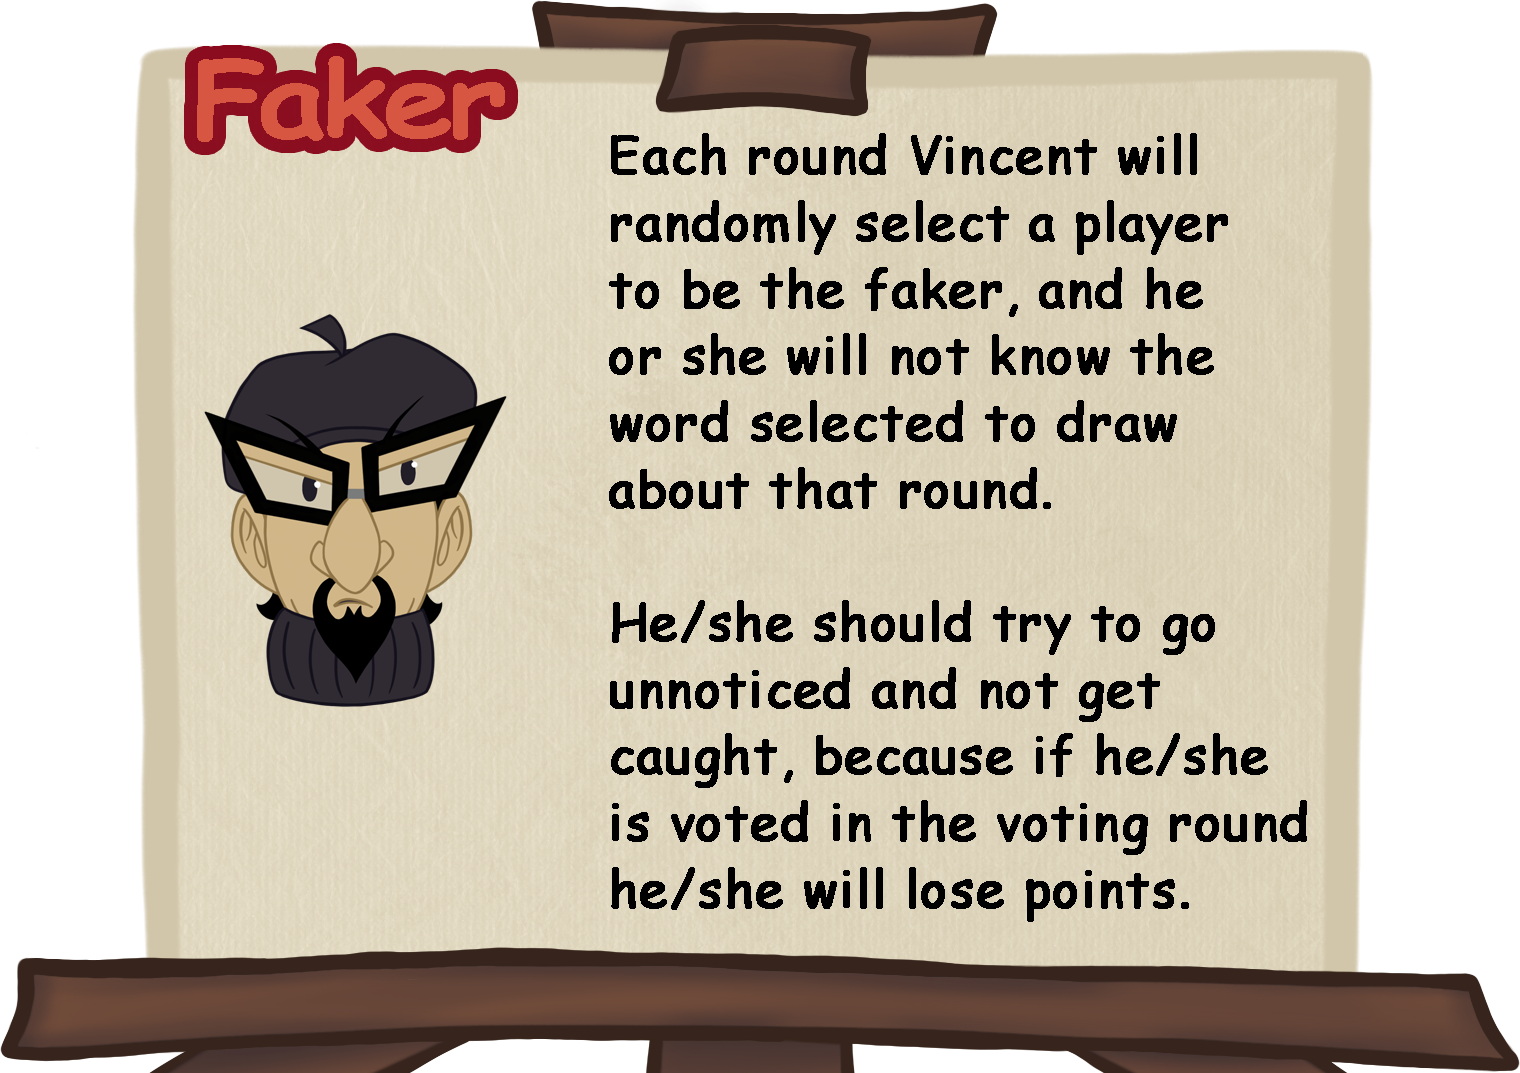 Faker
Each round Vincent will
randomly select a player
to be the faker, and he
or she will not know the
word selected to draw
about that round.
He/she should try to go
unnoticed and not get
caught, because if he/she
is voted in the voting round
he/she will lose points.